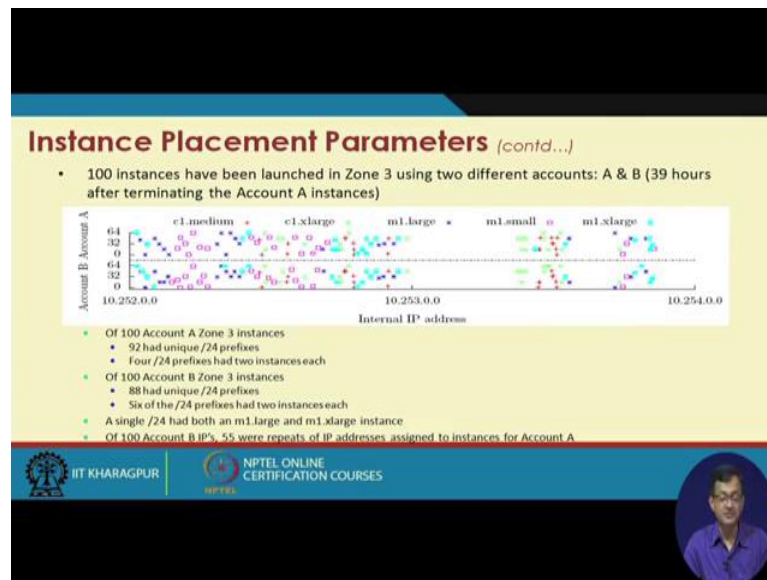 Instance Placement Parameters (contd...)
• 100 instances have been launched in Zone 3 using two different accounts: A & B (39 hours
after terminating the Account A instances)
c1.medium c1.xlarge m1.large m1.small m1.xlarge
Account A
64
32
0
Account B
64
32
0
10.252.0.0 10.253.0.0 10.254.0.0
Internal IP address
• Of 100 Account A Zone 3 instances
• 92 had unique /24 prefixes
• Four /24 prefixes had two instances each
• Of 100 Account B Zone 3 instances
• 88 had unique /24 prefixes
• Six of the /24 prefixes had two instances each
• A single /24 had both an m1.large and m1.xlarge instance
• Of 100 Account B IP's, 55 were repeats of IP addresses assigned to instances for Account A
IIT KHARAGPUR
NPTEL ONLINE
CERTIFICATION COURSES
NPTEL